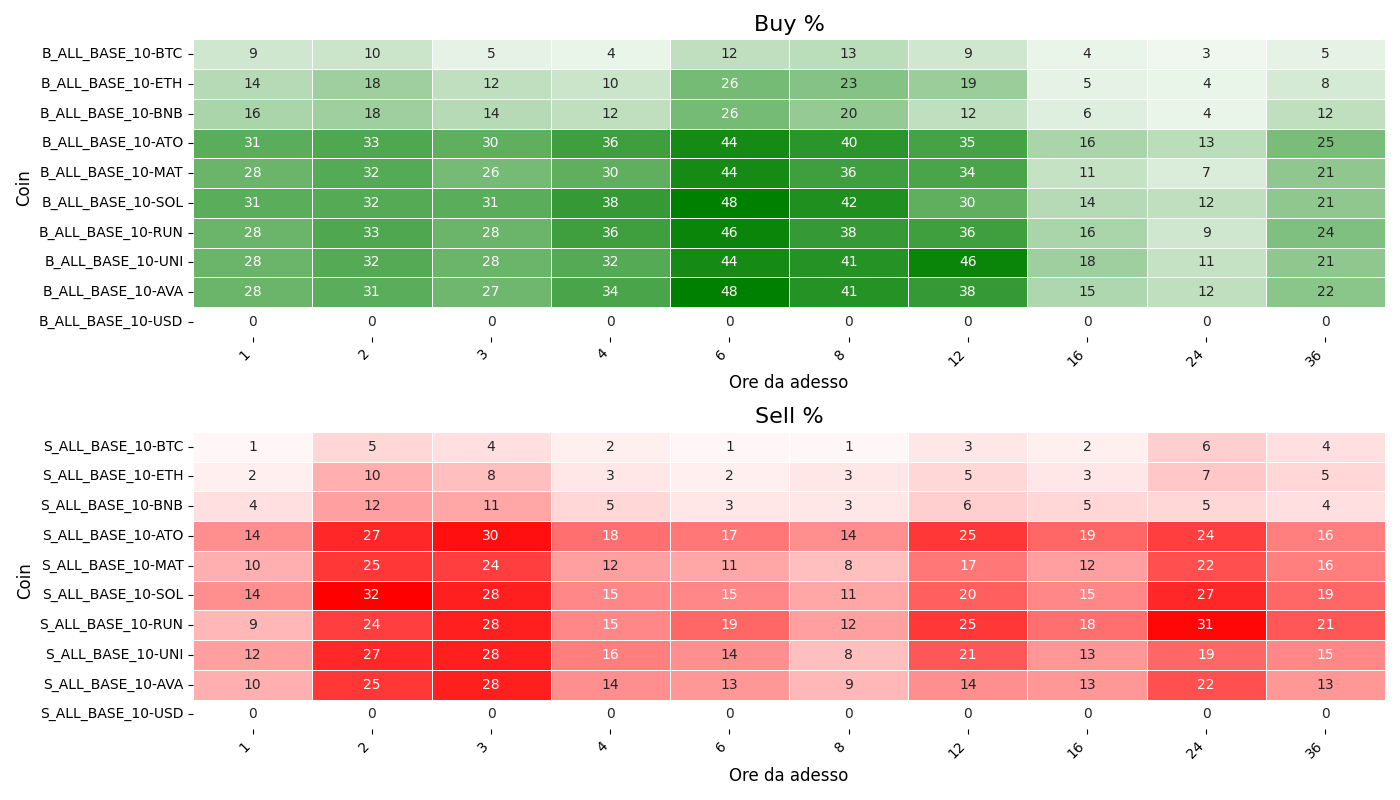 Buy %
Coin
B_ALL_BASE_10-BTC 9 10 5 4 12 13 9 4 3 5
B_ALL_BASE_10-ETH 14 18 12 10 26 23 19 5 4 8
B_ALL_BASE_10-BNB 16 18 14 12 26 20 12 6 4 12
B_ALL_BASE_10-ATO 31 33 30 36 44 40 35 16 13 25
B_ALL_BASE_10-MAT 28 32 26 30 44 36 34 11 7 21
B_ALL_BASE_10-SOL 31 32 31 38 48 42 30 14 12 21
B_ALL_BASE_10-RUN 28 33 28 36 46 38 36 16 9 24
B_ALL_BASE_10-UNI 28 32 28 32 44 41 46 18 11 21
B_ALL_BASE_10-AVA 28 31 27 34 48 41 38 15 12 22
B_ALL_BASE_10-USD 0 0 0 0 0 0 0 0 0 0
1 2 3 4 6 8 12 16 24 36
Ore da adesso
Sell %
Coin
S_ALL_BASE_10-BTC 1 5 4 2 1 1 3 2 6 4
S_ALL_BASE_10-ETH 2 10 8 3 2 3 5 3 7 5
S_ALL_BASE_10-BNB 4 12 11 5 3 3 6 5 5 4
S_ALL_BASE_10-ATO 14 27 30 18 17 14 25 19 24 16
S_ALL_BASE_10-MAT 10 25 24 12 11 8 17 12 22 16
S_ALL_BASE_10-SOL 14 32 28 15 15 11 20 15 27 19
S_ALL_BASE_10-RUN 9 24 28 15 19 12 25 18 31 21
S_ALL_BASE_10-UNI 12 27 28 16 14 8 21 13 19 15
S_ALL_BASE_10-AVA 10 25 28 14 13 9 14 13 22 13
S_ALL_BASE_10-USD 0 0 0 0 0 0 0 0 0 0
1 2 3 4 6 8 12 16 24 36
Ore da adesso